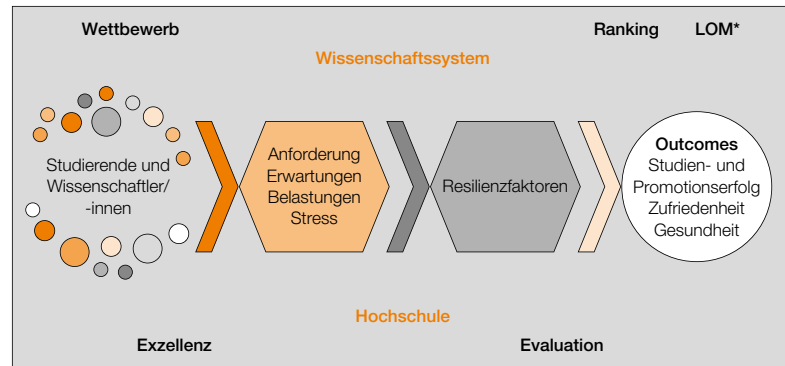 Wettbewerb
Ranking
LOM*
Wissenschaftssystem
Studierende und
Wissenschaftler/
-innen
Anforderung
Erwartungen
Belastungen
Stress
Resilienzfaktoren
Outcomes
Studien- und
Promotionserfolg
Zufriedenheit
Gesundheit
Hochschule
Exzellenz
Evaluation